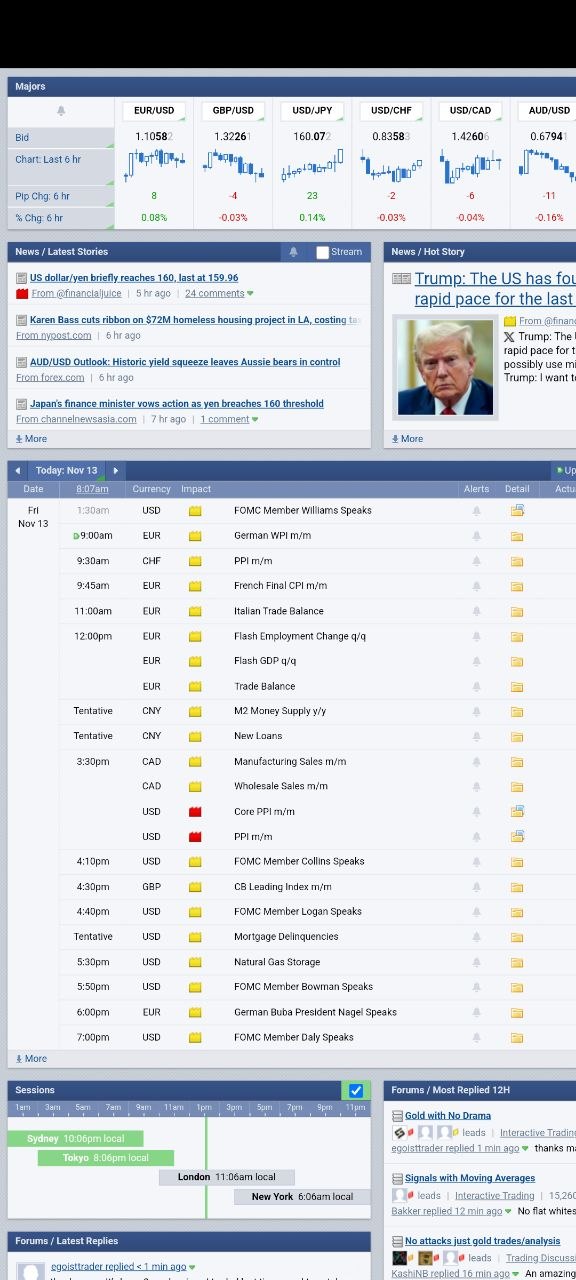 Majors
EUR/USD GBP/USD USD/JPY USD/CHF USD/CAD AUD/USD
Bid 1.10582 1.32261 160.072 0.83583 1.42606 0.67941
Chart: Last 6 hr
Pip Chg: 6 hr 8 -4 23 -2 -6 -11
% Chg: 6 hr 0.08% -0.03% 0.14% -0.03% -0.04% -0.16%
News / Latest Stories Stream
US dollar/yen briefly reaches 160, last at 159.96
From @financialjuice | 5 hr ago | 24 comments
Karen Bass cuts ribbon on $72M homeless housing project in LA, costing ta
From nypost.com | 6 hr ago
AUD/USD Outlook: Historic yield squeeze leaves Aussie bears in control
From forex.com | 6 hr ago
Japan's finance minister vows action as yen breaches 160 threshold
From channelnewsasia.com | 7 hr ago | 1 comment
More
News / Hot Story
Trump: The US has fou
rapid pace for the last
From @finan
Trump: The U
rapid pace for t
possibly use mi
Trump: I want t
More
Today: Nov 13 Up
Date 8:07am Currency Impact Alerts Detail Actu
Fri
Nov 13
1:30am USD FOMC Member Williams Speaks
9:00am EUR German WPI m/m
9:30am CHF PPI m/m
9:45am EUR French Final CPI m/m
11:00am EUR Italian Trade Balance
12:00pm EUR Flash Employment Change q/q
EUR Flash GDP q/q
EUR Trade Balance
Tentative CNY M2 Money Supply y/y
Tentative CNY New Loans
3:30pm CAD Manufacturing Sales m/m
CAD Wholesale Sales m/m
USD Core PPI m/m
USD PPI m/m
4:10pm USD FOMC Member Collins Speaks
4:30pm GBP CB Leading Index m/m
4:40pm USD FOMC Member Logan Speaks
Tentative USD Mortgage Delinquencies
5:30pm USD Natural Gas Storage
5:50pm USD FOMC Member Bowman Speaks
6:00pm EUR German Buba President Nagel Speaks
7:00pm USD FOMC Member Daly Speaks
More
Sessions
1am 3am 5am 7am 9am 11am 1pm 3pm 5pm 7pm 9pm 11pm
Sydney 10:06pm local
Tokyo 8:06pm local
London 11:06am local
New York 6:06am local
Forums / Latest Replies
egoisttrader replied < 1 min ago
Forums / Most Replied 12H
Gold with No Drama
leads | Interactive Trading
egoisttrader replied 1 min ago thanks ma
Signals with Moving Averages
leads | Interactive Trading | 15,260
Bakker replied 12 min ago No flat whites
No attacks just gold trades/analysis
leads | Trading Discuss
KashiNB replied 16 min ago An amazing